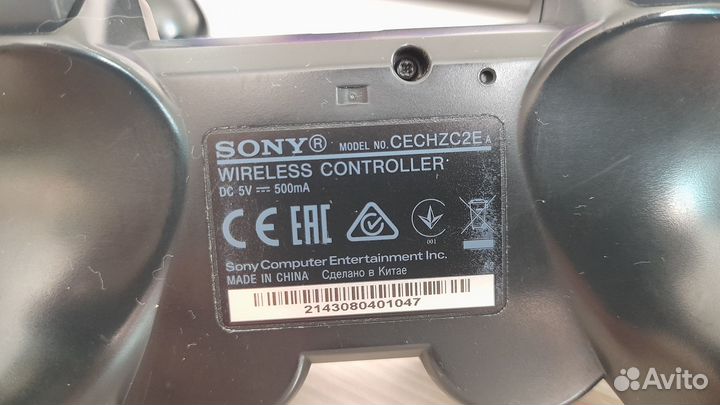 SONY® MODEL NO. CECHZC2E A
WIRELESS CONTROLLER
DC 5V ⎓ 500mA
CE EAC
001
Sony Computer Entertainment Inc.
MADE IN CHINA Сделано в Китае
2143080401047
Avito